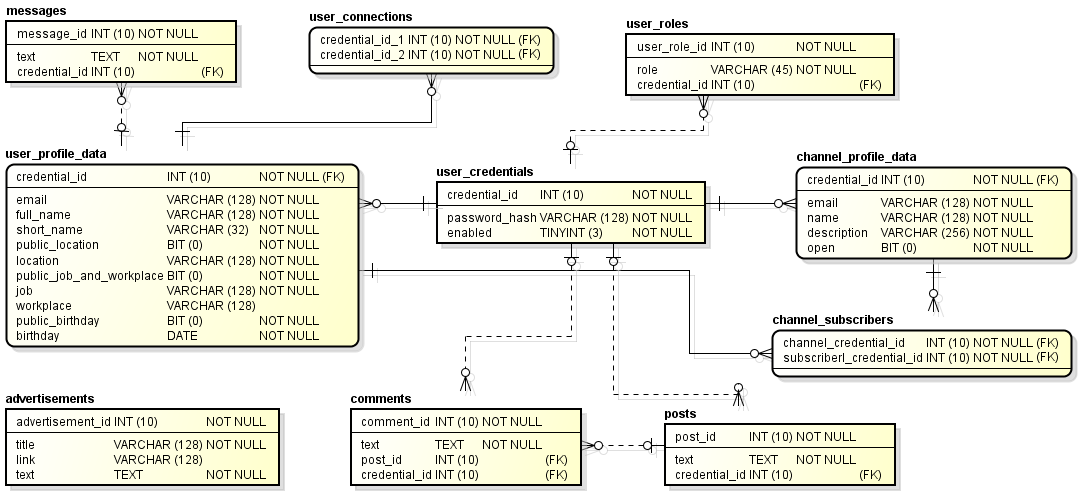 messages
message_id INT (10) NOT NULL
text TEXT NOT NULL
credential_id INT (10) (FK)
user_connections
credential_id_1 INT (10) NOT NULL (FK)
credential_id_2 INT (10) NOT NULL (FK)
user_roles
user_role_id INT (10) NOT NULL
role VARCHAR (45) NOT NULL
credential_id INT (10) (FK)
user_profile_data
credential_id INT (10) NOT NULL (FK)
email VARCHAR (128) NOT NULL
full_name VARCHAR (128) NOT NULL
short_name VARCHAR (32) NOT NULL
public_location BIT (0) NOT NULL
location VARCHAR (128) NOT NULL
public_job_and_workplace BIT (0) NOT NULL
job VARCHAR (128) NOT NULL
workplace VARCHAR (128)
public_birthday BIT (0) NOT NULL
birthday DATE NOT NULL
user_credentials
credential_id INT (10) NOT NULL
password_hash VARCHAR (128) NOT NULL
enabled TINYINT (3) NOT NULL
channel_profile_data
credential_id INT (10) NOT NULL (FK)
email VARCHAR (128) NOT NULL
name VARCHAR (128) NOT NULL
description VARCHAR (256) NOT NULL
open BIT (0) NOT NULL
channel_subscribers
channel_credential_id INT (10) NOT NULL (FK)
subscriberl_credential_id INT (10) NOT NULL (FK)
advertisements
advertisement_id INT (10) NOT NULL
title VARCHAR (128) NOT NULL
link VARCHAR (128)
text TEXT NOT NULL
comments
comment_id INT (10) NOT NULL
text TEXT NOT NULL
post_id INT (10) (FK)
credential_id INT (10) (FK)
posts
post_id INT (10) NOT NULL
text TEXT NOT NULL
credential_id INT (10) (FK)